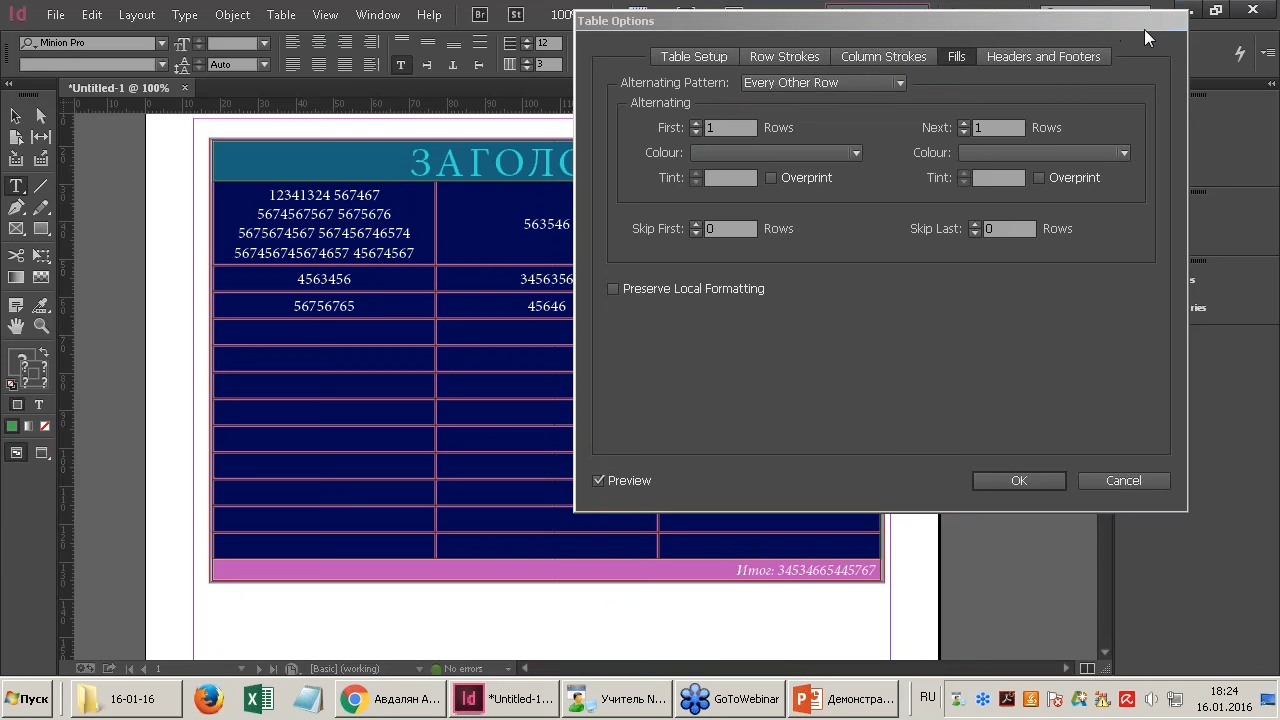 Id File Edit Layout Type Object Table View Window Help Br St 100%
Table Options
Minion Pro 12
Auto 3
Table Setup Row Strokes Column Strokes Fills Headers and Footers
*Untitled-1 @ 100% ×
Alternating Pattern: Every Other Row
Alternating
First: 1 Rows Next: 1 Rows
Colour: Colour:
Tint: Overprint Tint: Overprint
Skip First: 0 Rows Skip Last: 0 Rows
Preserve Local Formatting
Preview OK Cancel
ЗАГОЛО
12341324 567467
5674567567 5675676
5675674567 567456746574
567456745674657 45674567
563546
4563456 3456356
56756765 45646
Итог: 34534665445767
1 [Basic] (working) No errors
Пуск 16-01-16 Авдалян А... *Untitled-1... Учитель N... GoToWebinar Демонстра... RU 18:24
16.01.2016